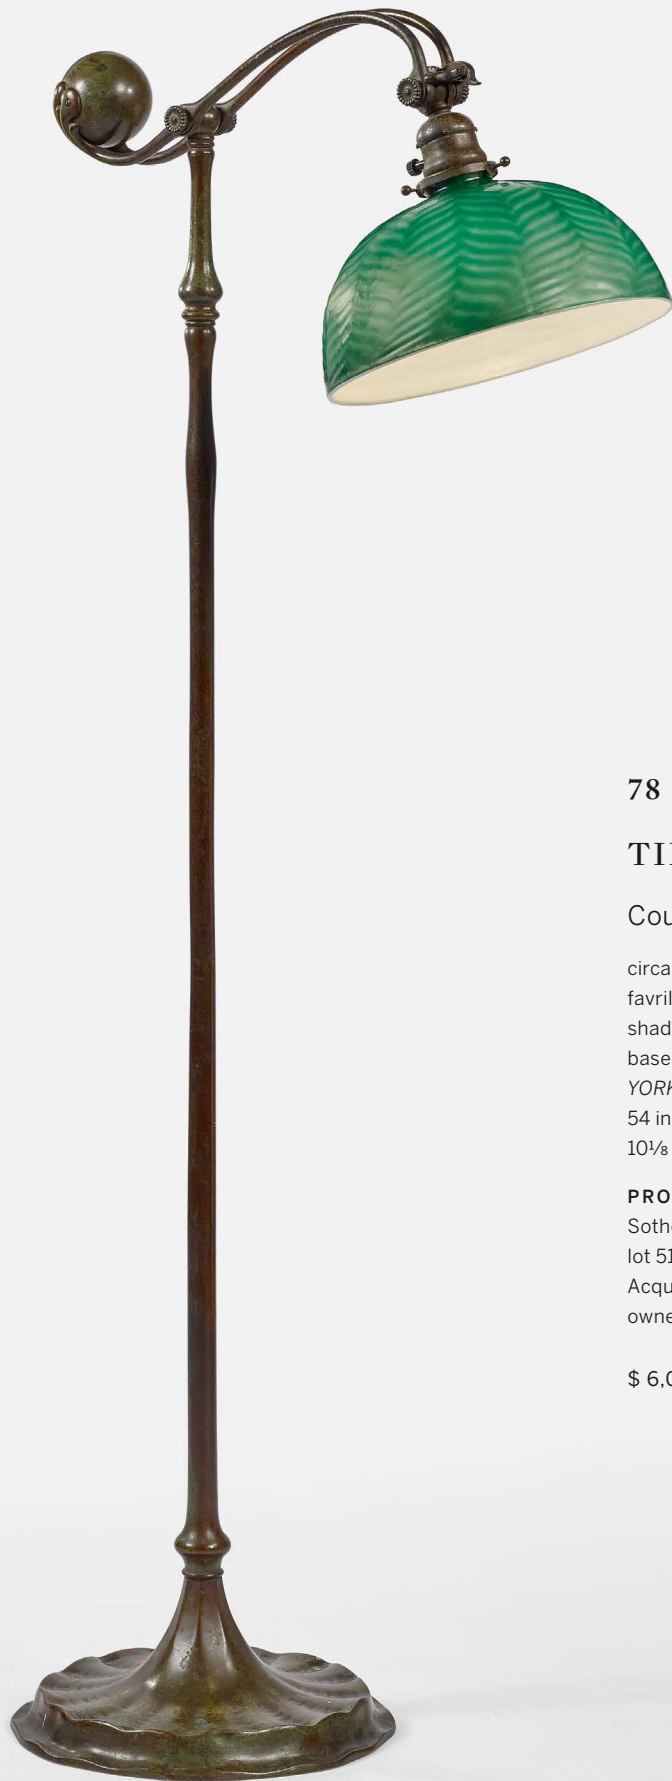 78
TI
Cou
circa
favril
shad
base
YORK
54 in
10⅛
PRO
Soth
lot 51
Acqu
owne
$ 6,0